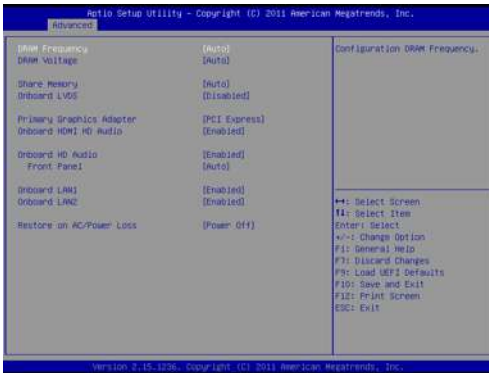 Aptio Setup Utility - Copyright (C) 2011 American Megatrends, Inc.
Advanced
DRAM Frequency [Auto]
DRAM Voltage [Auto]
Share Memory [Auto]
Onboard LVDS [Disabled]
Primary Graphics Adapter [PCI Express]
Onboard HDMI HD Audio [Enabled]
Onboard HD Audio [Enabled]
Front Panel [Auto]
Onboard LAN1 [Enabled]
Onboard LAN2 [Enabled]
Restore on AC/Power Loss [Power Off]
Configuration DRAM Frequency.
↔: Select Screen
↑↓: Select Item
Enter: Select
+/-: Change Option
F1: General Help
F7: Discard Changes
F9: Load UEFI Defaults
F10: Save and Exit
F12: Print Screen
ESC: Exit
Version 2.15.1236. Copyright (C) 2011 American Megatrends, Inc.